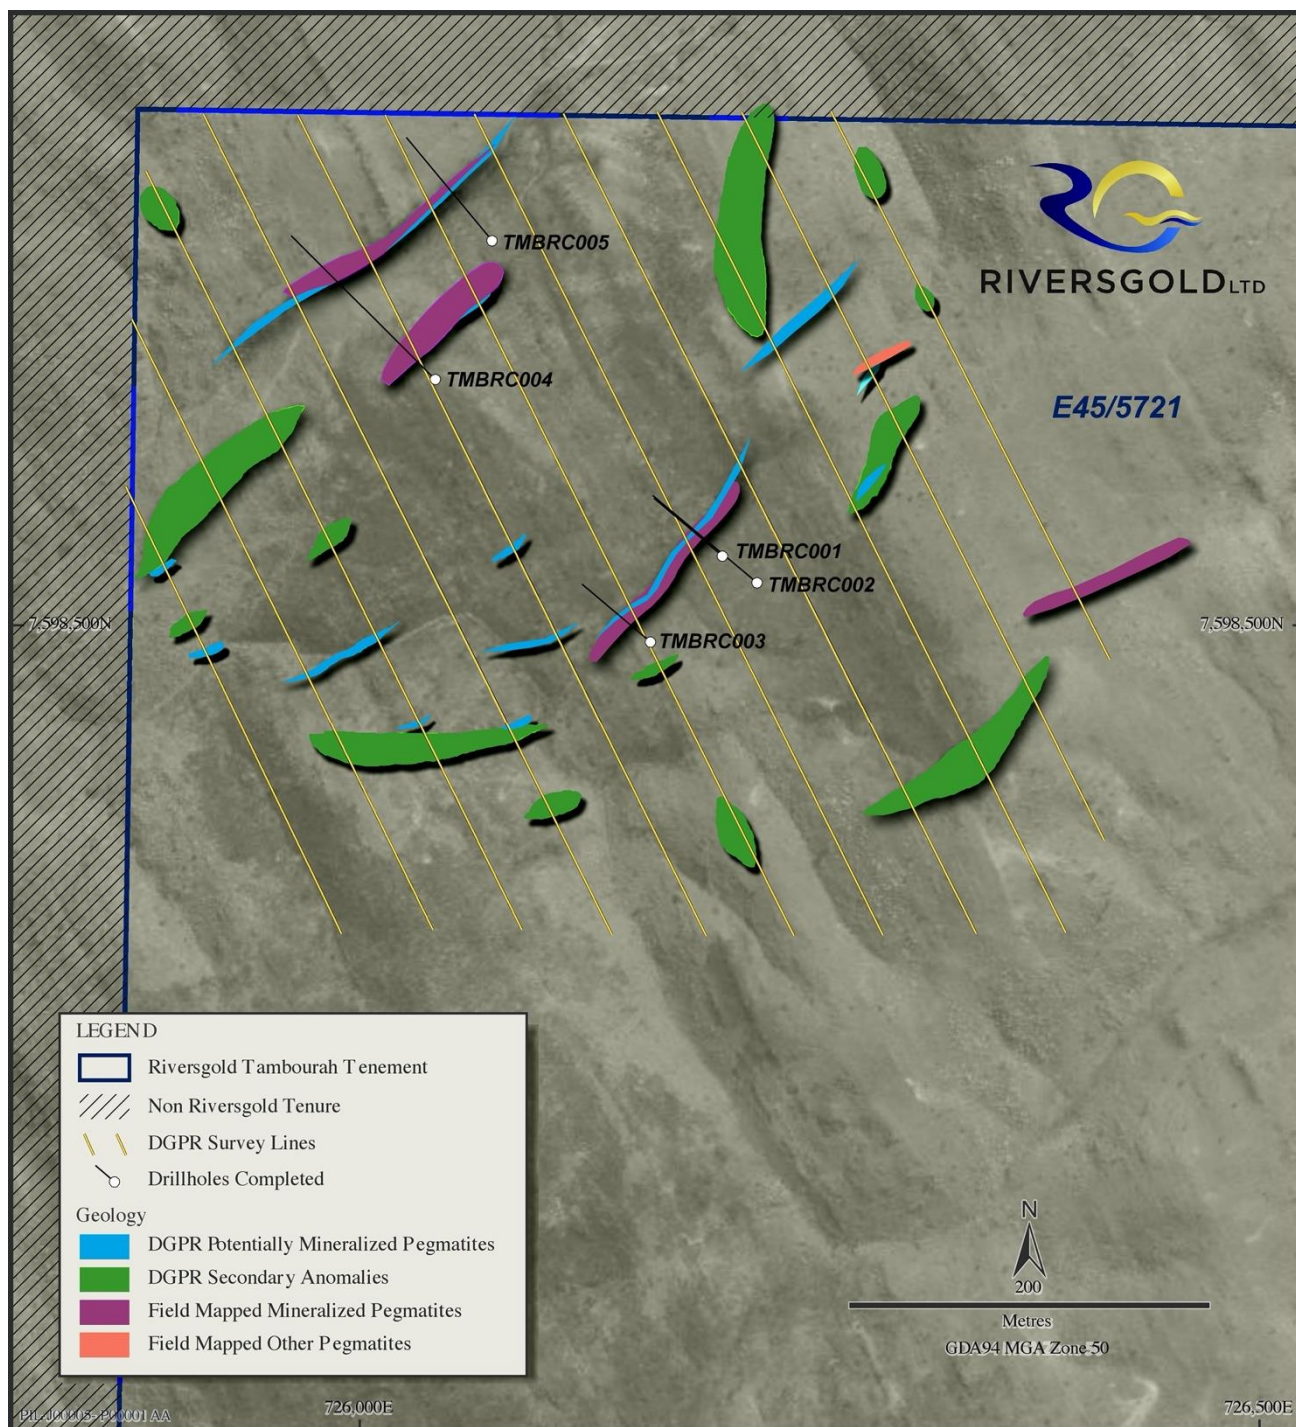 TMBRC005
RIVERSGOLD LTD
TMBRC004
E45/5721
TMBRC001
TMBRC002
7,598,500N
7,598,500N
TMBRC003
LEGEND
Riversgold Tambourah Tenement
Non Riversgold Tenure
DGPR Survey Lines
Drillholes Completed
Geology
DGPR Potentially Mineralized Pegmatites
DGPR Secondary Anomalies
Field Mapped Mineralized Pegmatites
Field Mapped Other Pegmatites
N
200
Metres
GDA94 MGA Zone 50
726,000E
726,500E